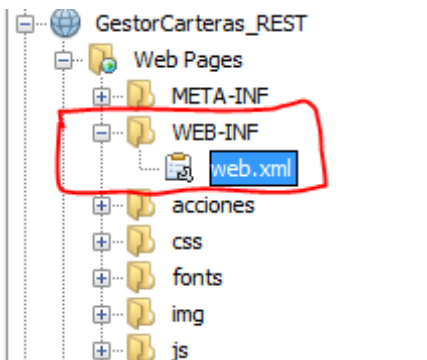 GestorCarteras_REST
Web Pages
META-INF
WEB-INF
web.xml
acciones
css
fonts
img
js